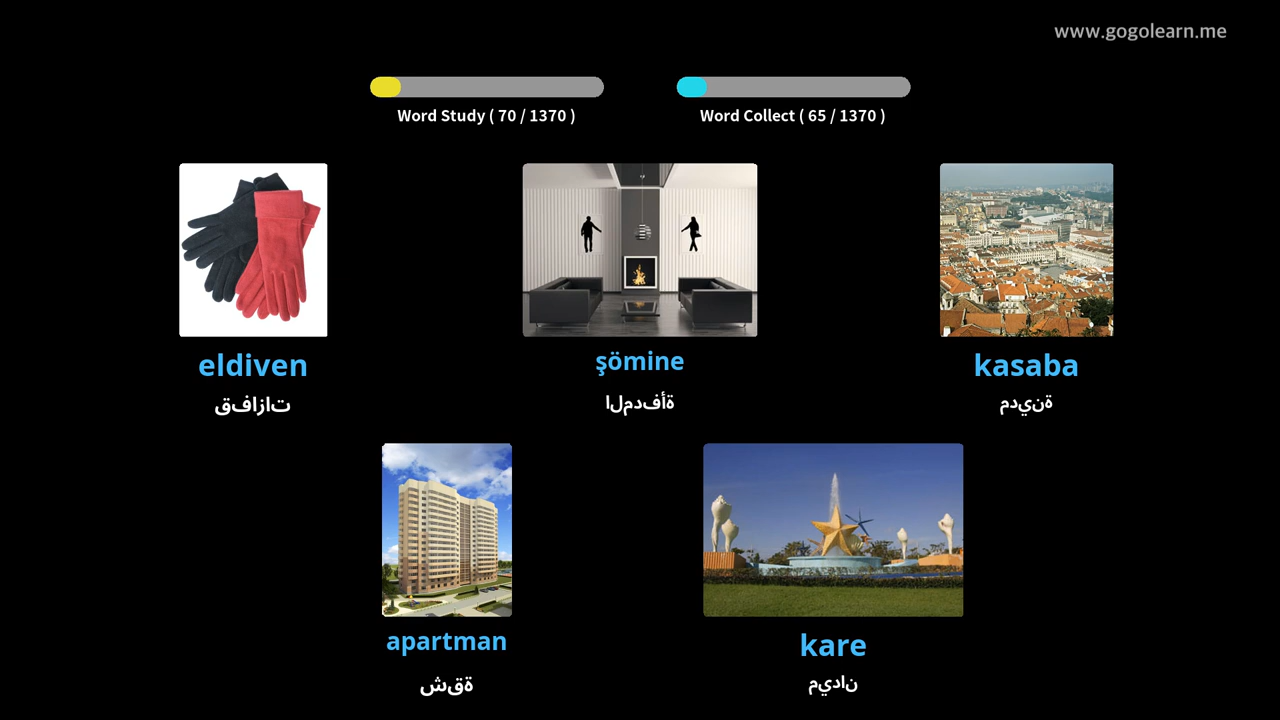 www.gogolearn.me
Word Study ( 70 / 1370 )
Word Collect ( 65 / 1370 )
eldiven
قفازات
şömine
المدفأة
kasaba
مدينة
apartman
شقة
kare
ميدان